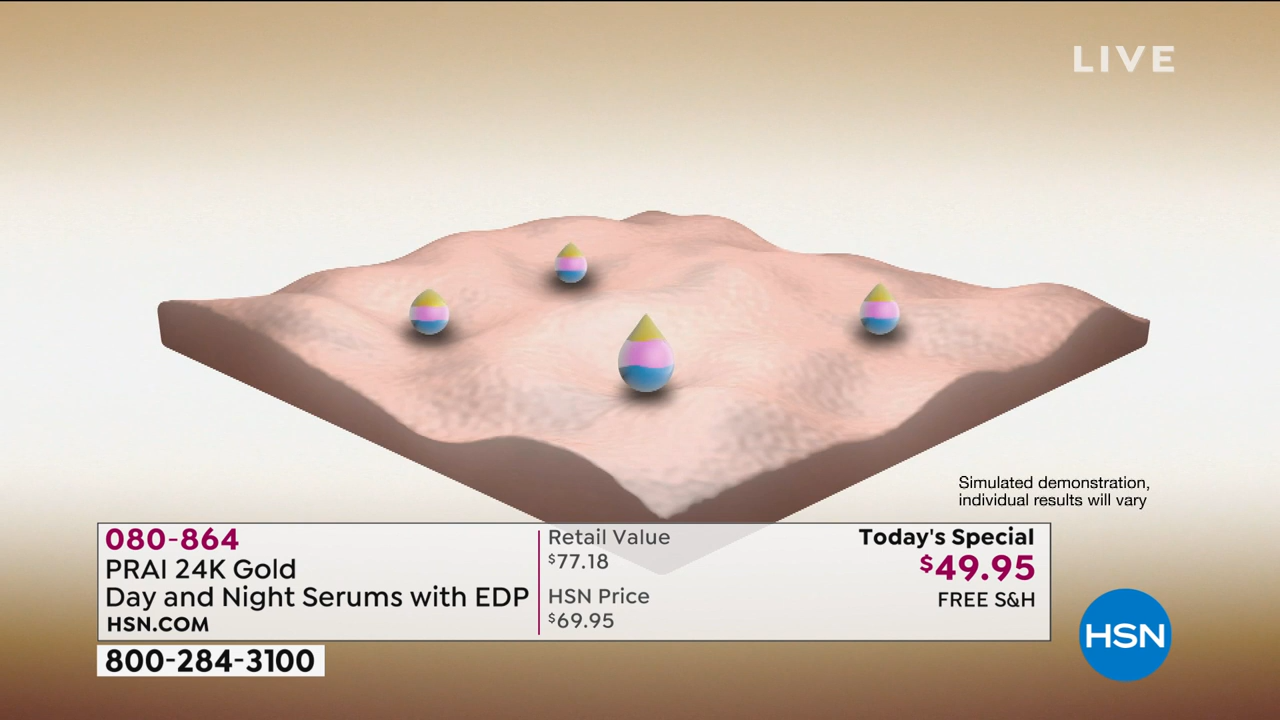 LIVE
Simulated demonstration,
individual results will vary
080-864
PRAI 24K Gold
Day and Night Serums with EDP
HSN.COM
Retail Value
$77.18
HSN Price
$69.95
Today's Special
$49.95
FREE S&H
800-284-3100
HSN